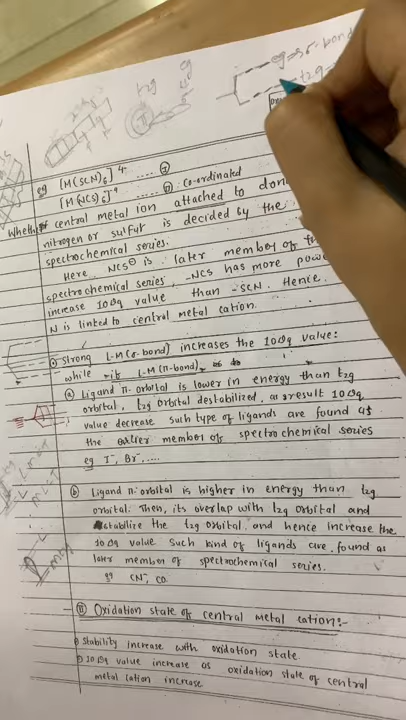 eg => σ-bond
t2g
t2g eg
eg [M(SCN)6]4- ..... ①
[M(NCS)6]-4 ..... ② co-ordinated
Whether central metal ion attached to don
nitrogen or sulfur is decided by the
spectrochemical series.
Here NCS⊖ is later member of th
spectrochemical series, -NCS has more powe
increase 10Dq value than -SCN. Hence.
N is linked to central metal cation.
strong L-M(σ-bond) increases the 10Dq value:
while L-M(π-bond),
ⓐ Ligand π-orbital is lower in energy than t2g
orbital, t2g orbital destabilized, as result 10Dq
value decrease such type of ligands are found as
the earlier member of spectrochemical series
eg I-, Br-, ....
ⓑ Ligand π-orbital is higher in energy than t2g
orbital. Then, its overlap with t2g orbital and
stabilize the t2g orbital and hence increase the
10Dq value such kind of ligands are found as
later member of spectrochemical series.
eg CN-, CO.
Oxidation state of central metal cation:-
Stability increase with oxidation state
10Dq value increase as oxidation state of central
metal cation increase